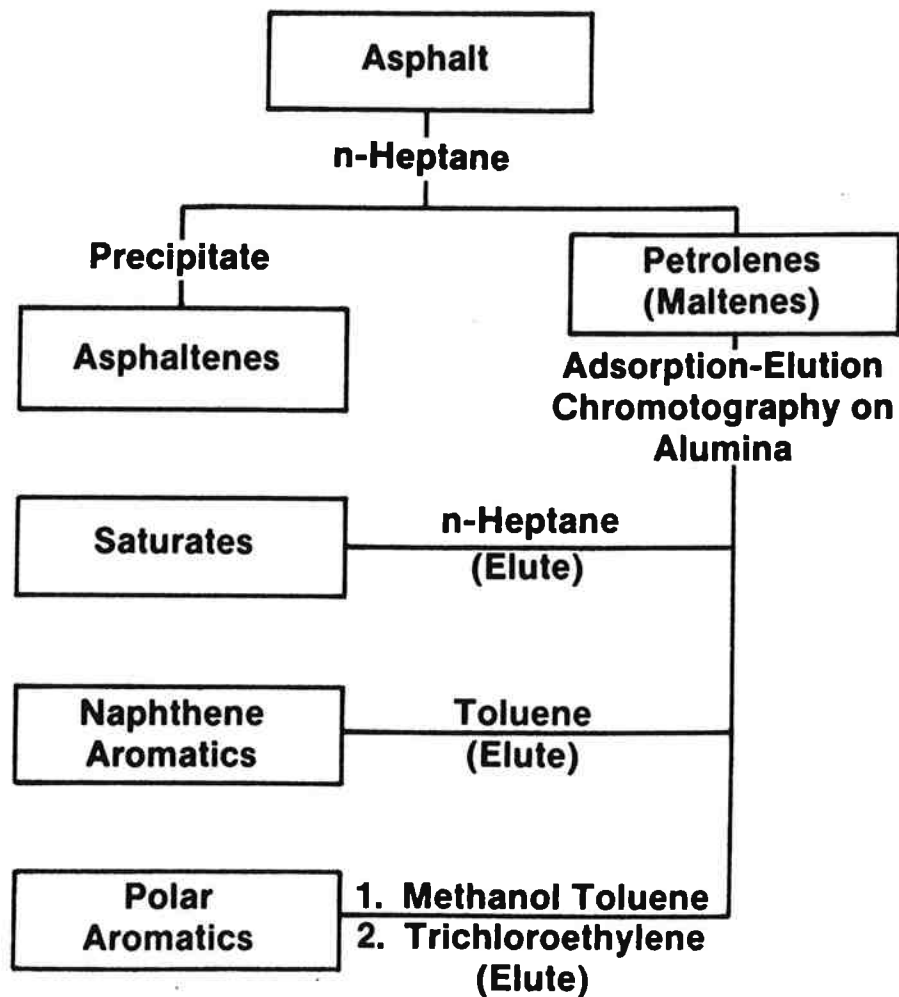 Asphalt
n-Heptane
Precipitate
Asphaltenes
Petrolenes
(Maltenes)
Adsorption-Elution
Chromotography on
Alumina
Saturates
n-Heptane
(Elute)
Naphthene
Aromatics
Toluene
(Elute)
Polar
Aromatics
1. Methanol Toluene
2. Trichloroethylene
(Elute)